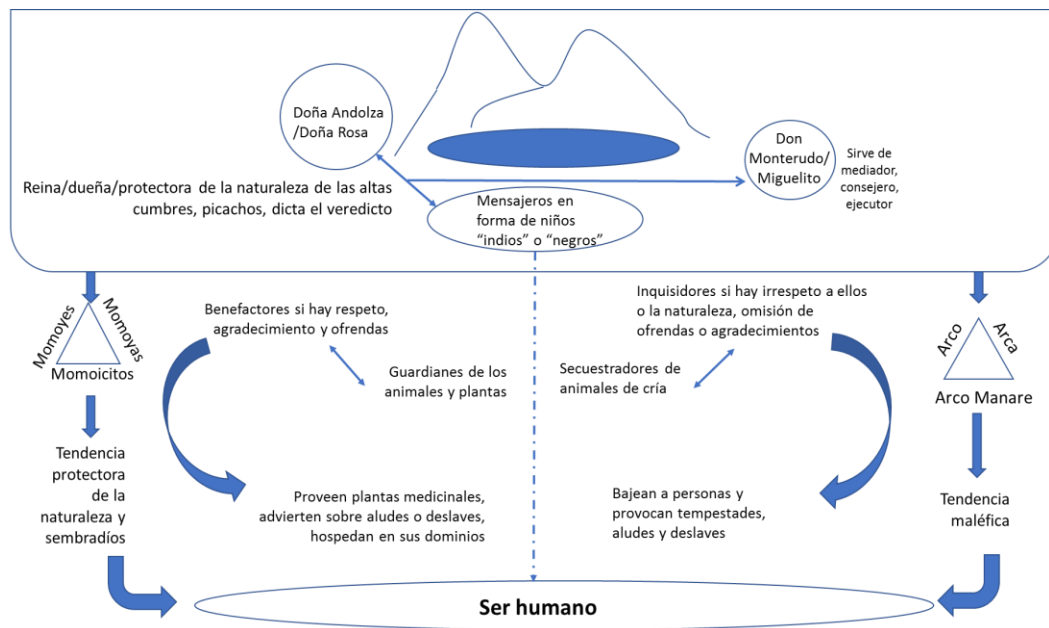 Doña Andolza
/Doña Rosa
Don
Monterudo/
Miguelito
Sirve de
mediador,
consejero,
ejecutor
Reina/dueña/protectora de la naturaleza de las altas
cumbres, picachos, dicta el veredicto
Mensajeros en
forma de niños
“indios” o “negros”
Momoyes
Momoyas
Momoicitos
Benefactores si hay respeto,
agradecimiento y ofrendas
Guardianes de los
animales y plantas
Inquisidores si hay irrespeto a ellos
o la naturaleza, omisión de
ofrendas o agradecimientos
Secuestradores de
animales de cría
Arco
Arca
Arco Manare
Tendencia
protectora
de la
naturaleza y
sembradíos
Proveen plantas medicinales,
advierten sobre aludes o deslaves,
hospedan en sus dominios
Bajean a personas y
provocan tempestades,
aludes y deslaves
Tendencia
maléfica
Ser humano